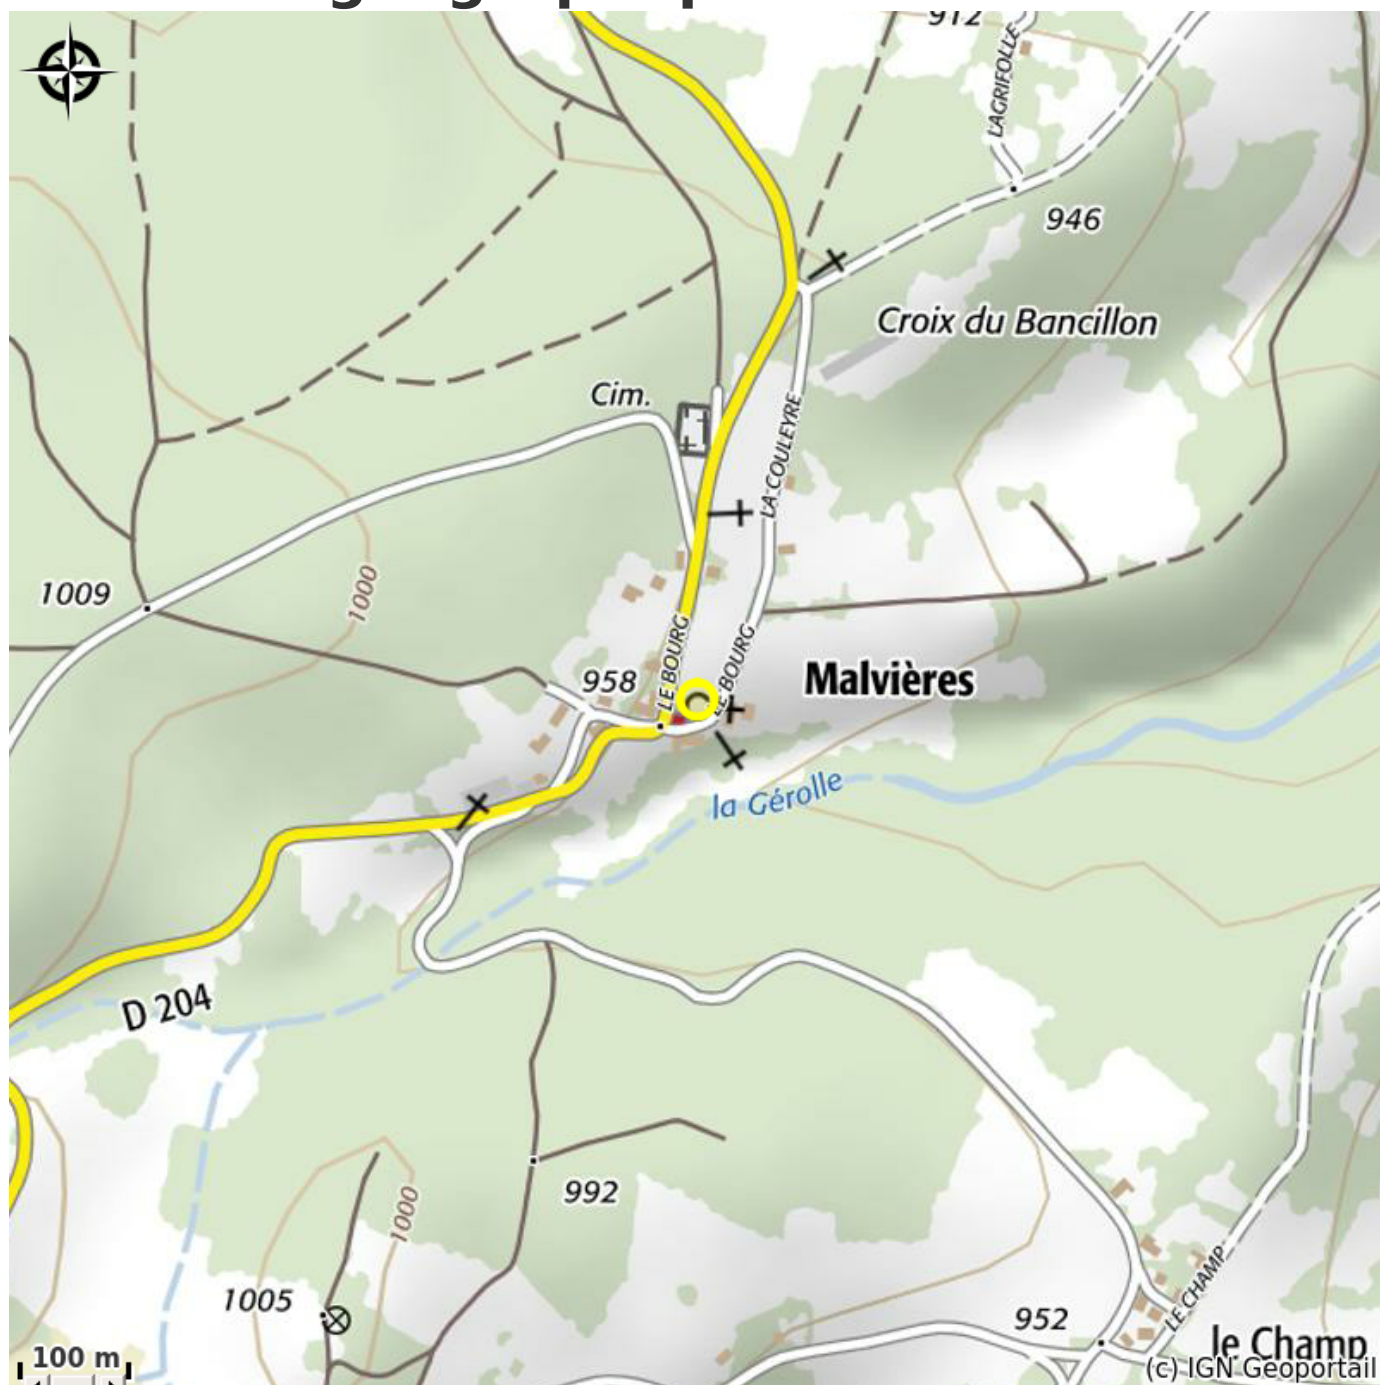 912
L'AGRIFOLLE
946
Croix du Bancillon
Cim.
LA COULEYRE
1009
1000
LE BOURG
LE BOURG
958
Malvières
la Gérolle
D 204
992
1000
1005
952
LE CHAMP
le Champ
100 m
(c) IGN Geoportail